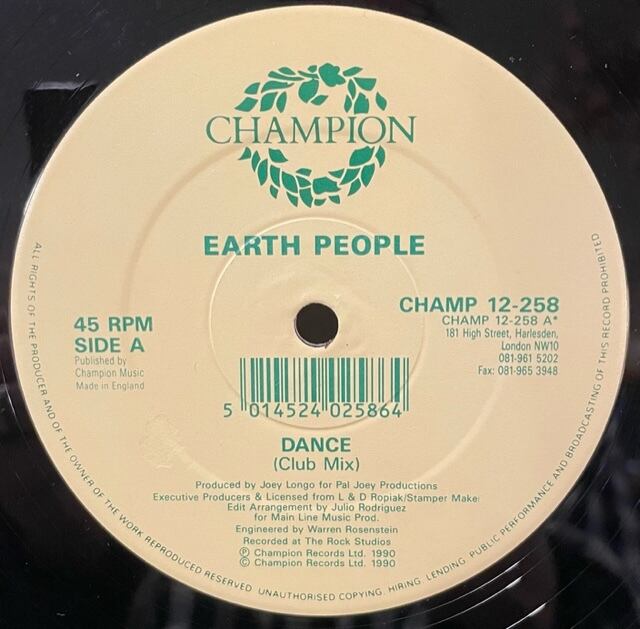 CHAMPION
EARTH PEOPLE
45 RPM
SIDE A
Published by
Champion Music
Made in England
CHAMP 12-258
CHAMP 12-258 A*
181 High Street, Harlesden,
London NW10
081-961 5202
Fax: 081-965 3948
5 014524 025864
DANCE
(Club Mix)
Produced by Joey Longo for Pal Joey Productions
Executive Producers & Licensed from L & D Ropiak/Stamper Make:
Edit Arrangement by Julio Rodriguez
for Main Line Music Prod.
Engineered by Warren Rosenstein
Recorded at The Rock Studios
Ⓟ Champion Records Ltd. 1990
© Champion Records Ltd. 1990
ALL RIGHTS OF THE PRODUCER AND OF THE OWNER OF THE WORK REPRODUCED RESERVED. UNAUTHORISED COPYING, HIRING, LENDING, PUBLIC PERFORMANCE AND BROADCASTING OF THIS RECORD PROHIBITED